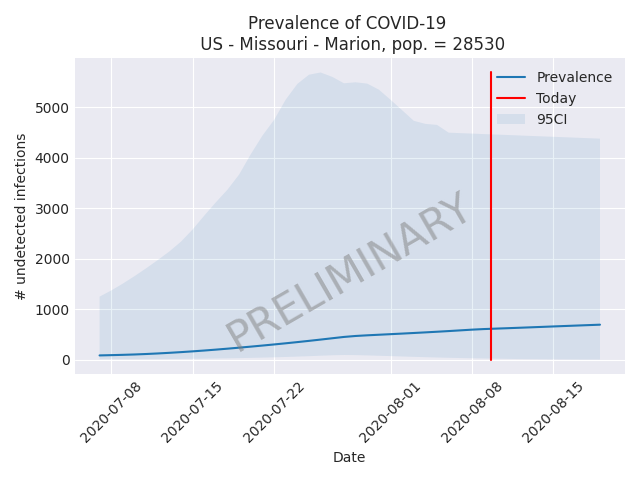 Prevalence of COVID-19
US - Missouri - Marion, pop. = 28530
Prevalence
Today
95CI
# undetected infections
5000
4000
3000
2000
1000
0
PRELIMINARY
2020-07-08
2020-07-15
2020-07-22
2020-08-01
2020-08-08
2020-08-15
Date